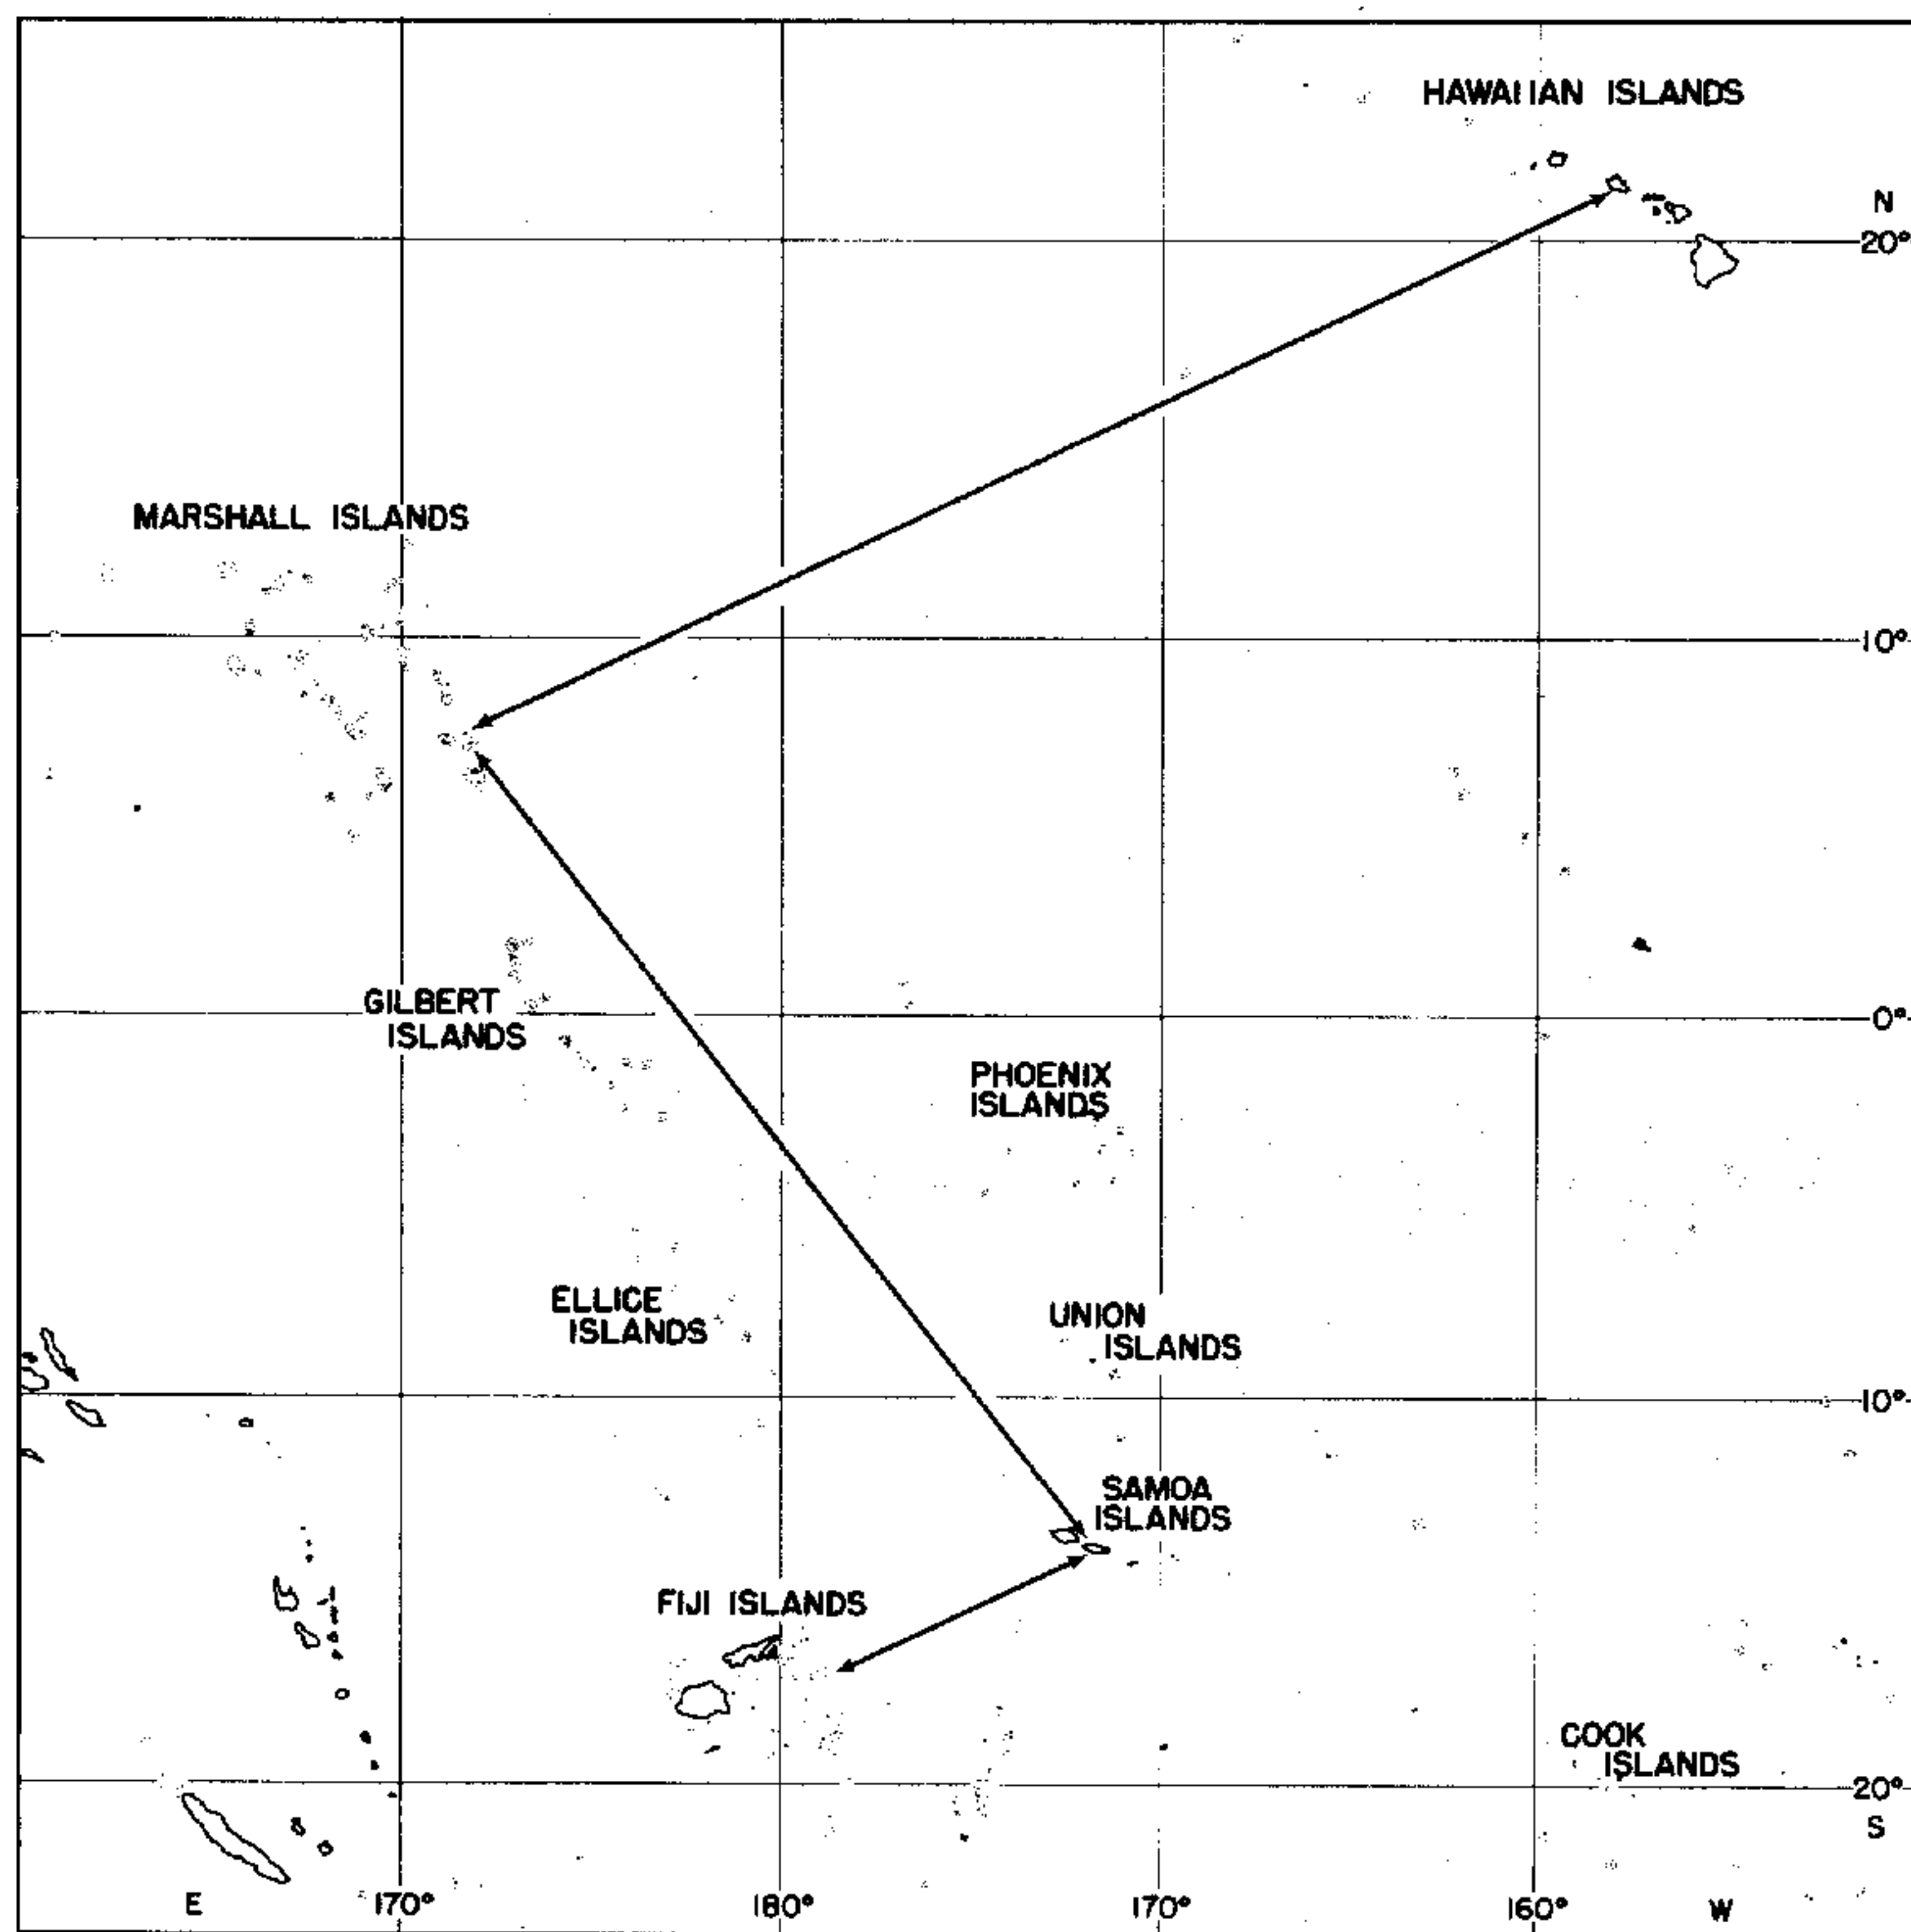 HAWAIIAN ISLANDS
N
20°
MARSHALL ISLANDS
10°
GILBERT
ISLANDS
0°
PHOENIX
ISLANDS
ELLICE
ISLANDS
UNION
ISLANDS
10°
SAMOA
ISLANDS
FIJI ISLANDS
COOK
ISLANDS
20°
S
E 170° 180° 170° 160° W